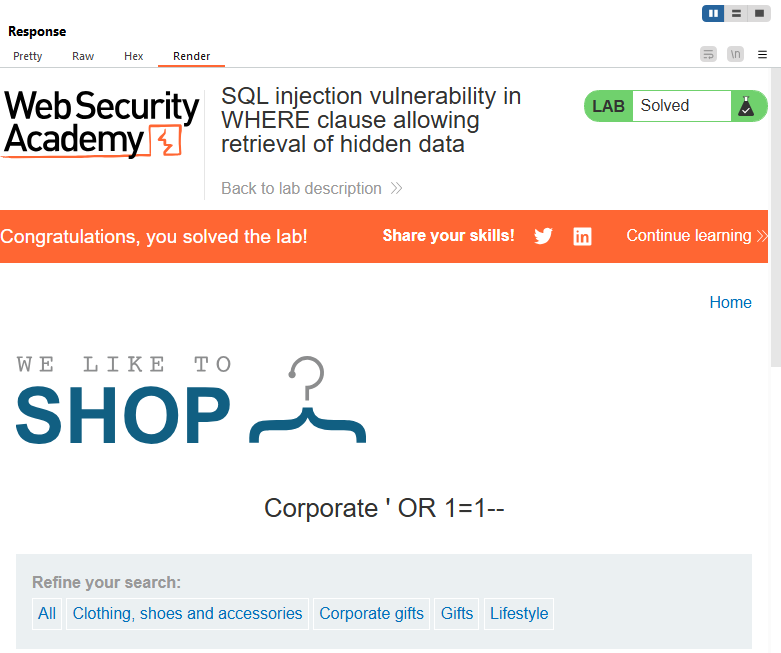 Response
Pretty Raw Hex Render \n
Web Security
Academy
SQL injection vulnerability in
WHERE clause allowing
retrieval of hidden data
LAB Solved
Back to lab description
Congratulations, you solved the lab! Share your skills! in Continue learning
Home
WE LIKE TO
SHOP
Corporate ' OR 1=1--
Refine your search:
All Clothing, shoes and accessories Corporate gifts Gifts Lifestyle